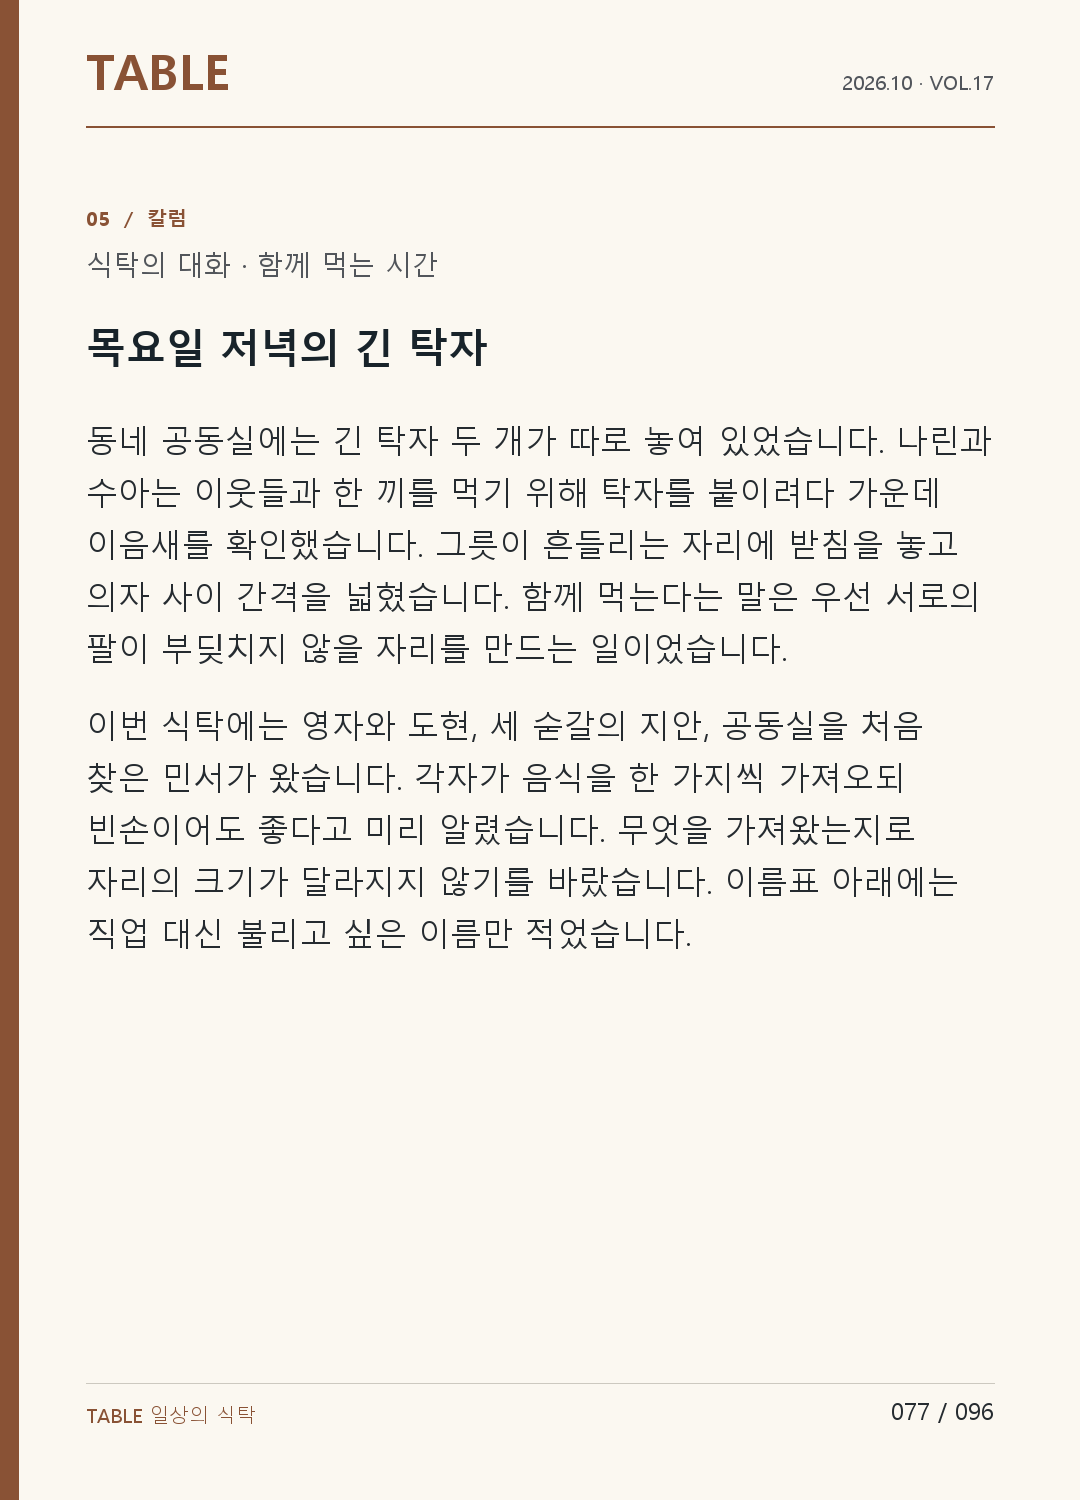 TABLE
2026.10 · VOL.17
05 / 칼럼
식탁의 대화 · 함께 먹는 시간
목요일 저녁의 긴 탁자
동네 공동실에는 긴 탁자 두 개가 따로 놓여 있었습니다. 나린과
수아는 이웃들과 한 끼를 먹기 위해 탁자를 붙이려다 가운데
이음새를 확인했습니다. 그릇이 흔들리는 자리에 받침을 놓고
의자 사이 간격을 넓혔습니다. 함께 먹는다는 말은 우선 서로의
팔이 부딪치지 않을 자리를 만드는 일이었습니다.
이번 식탁에는 영자와 도현, 세 숟갈의 지안, 공동실을 처음
찾은 민서가 왔습니다. 각자가 음식을 한 가지씩 가져오되
빈손이어도 좋다고 미리 알렸습니다. 무엇을 가져왔는지로
자리의 크기가 달라지지 않기를 바랐습니다. 이름표 아래에는
직업 대신 불리고 싶은 이름만 적었습니다.
TABLE 일상의 식탁
077 / 096